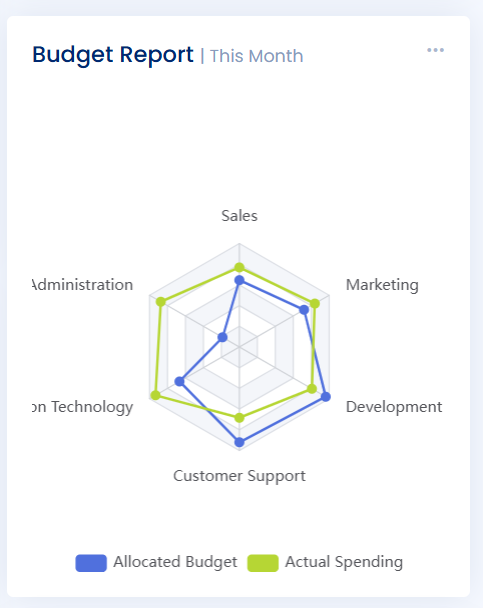 Budget Report | This Month
Sales
Administration
Marketing
on Technology
Development
Customer Support
Allocated Budget
Actual Spending